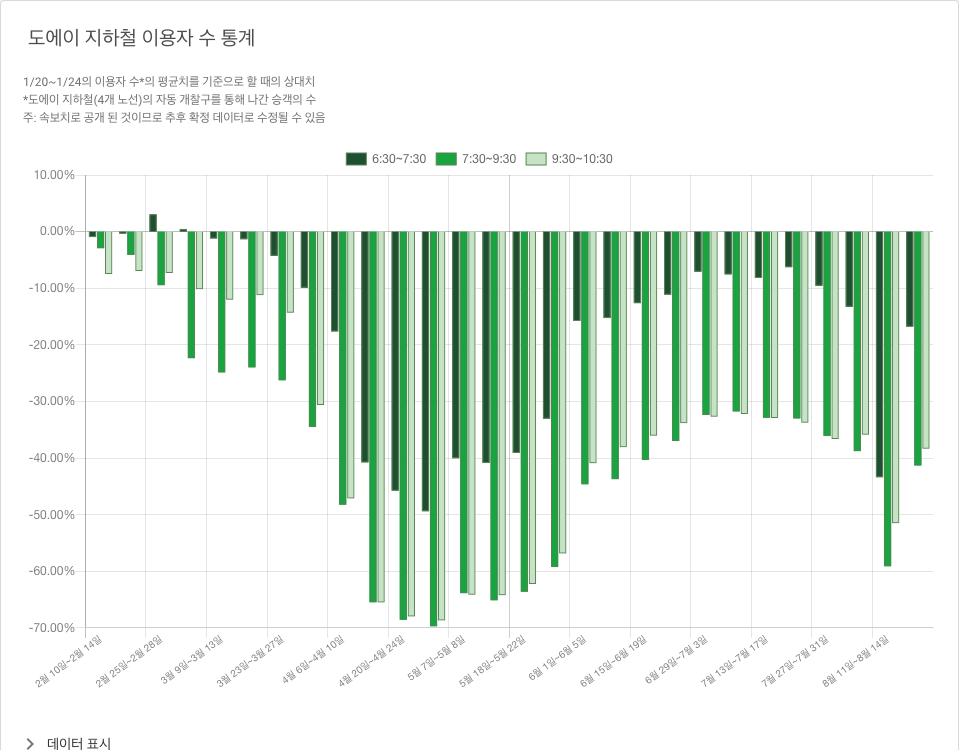 도에이 지하철 이용자 수 통계
1/20~1/24의 이용자 수*의 평균치를 기준으로 할 때의 상대치
*도에이 지하철(4개 노선)의 자동 개찰구를 통해 나간 승객의 수
주: 속보치로 공개 된 것이므로 추후 확정 데이터로 수정될 수 있음
6:30~7:30 7:30~9:30 9:30~10:30
10.00%
0.00%
-10.00%
-20.00%
-30.00%
-40.00%
-50.00%
-60.00%
-70.00%
2월 10일~2월 14일
2월 25일~2월 28일
3월 9일~3월 13일
3월 23일~3월 27일
4월 6일~4월 10일
4월 20일~4월 24일
5월 7일~5월 8일
5월 18일~5월 22일
6월 1일~6월 5일
6월 15일~6월 19일
6월 29일~7월 3일
7월 13일~7월 17일
7월 27일~7월 31일
8월 11일~8월 14일
데이터 표시